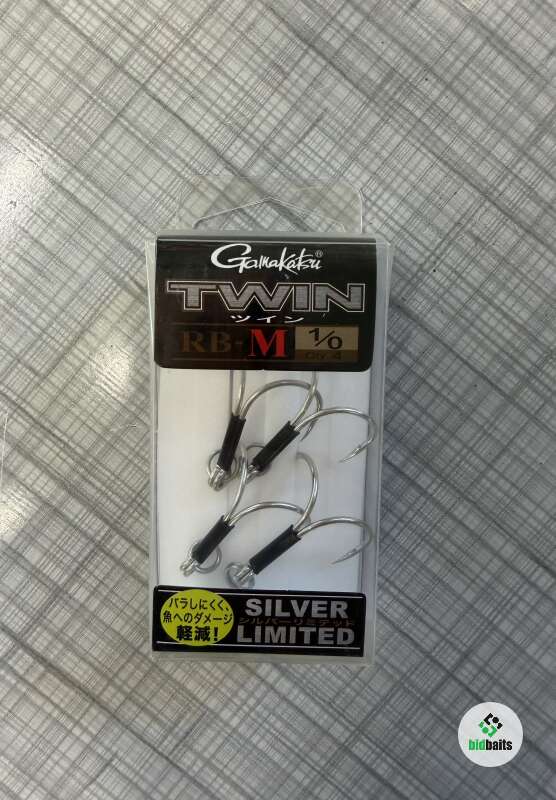 Gamakatsu®
TWIN
ツイン
RB-M 1/0
Qty 4
バラしにくく、
魚へのダメージ
軽減!
SILVER
シルバーリミテッド
LIMITED
bidbaits